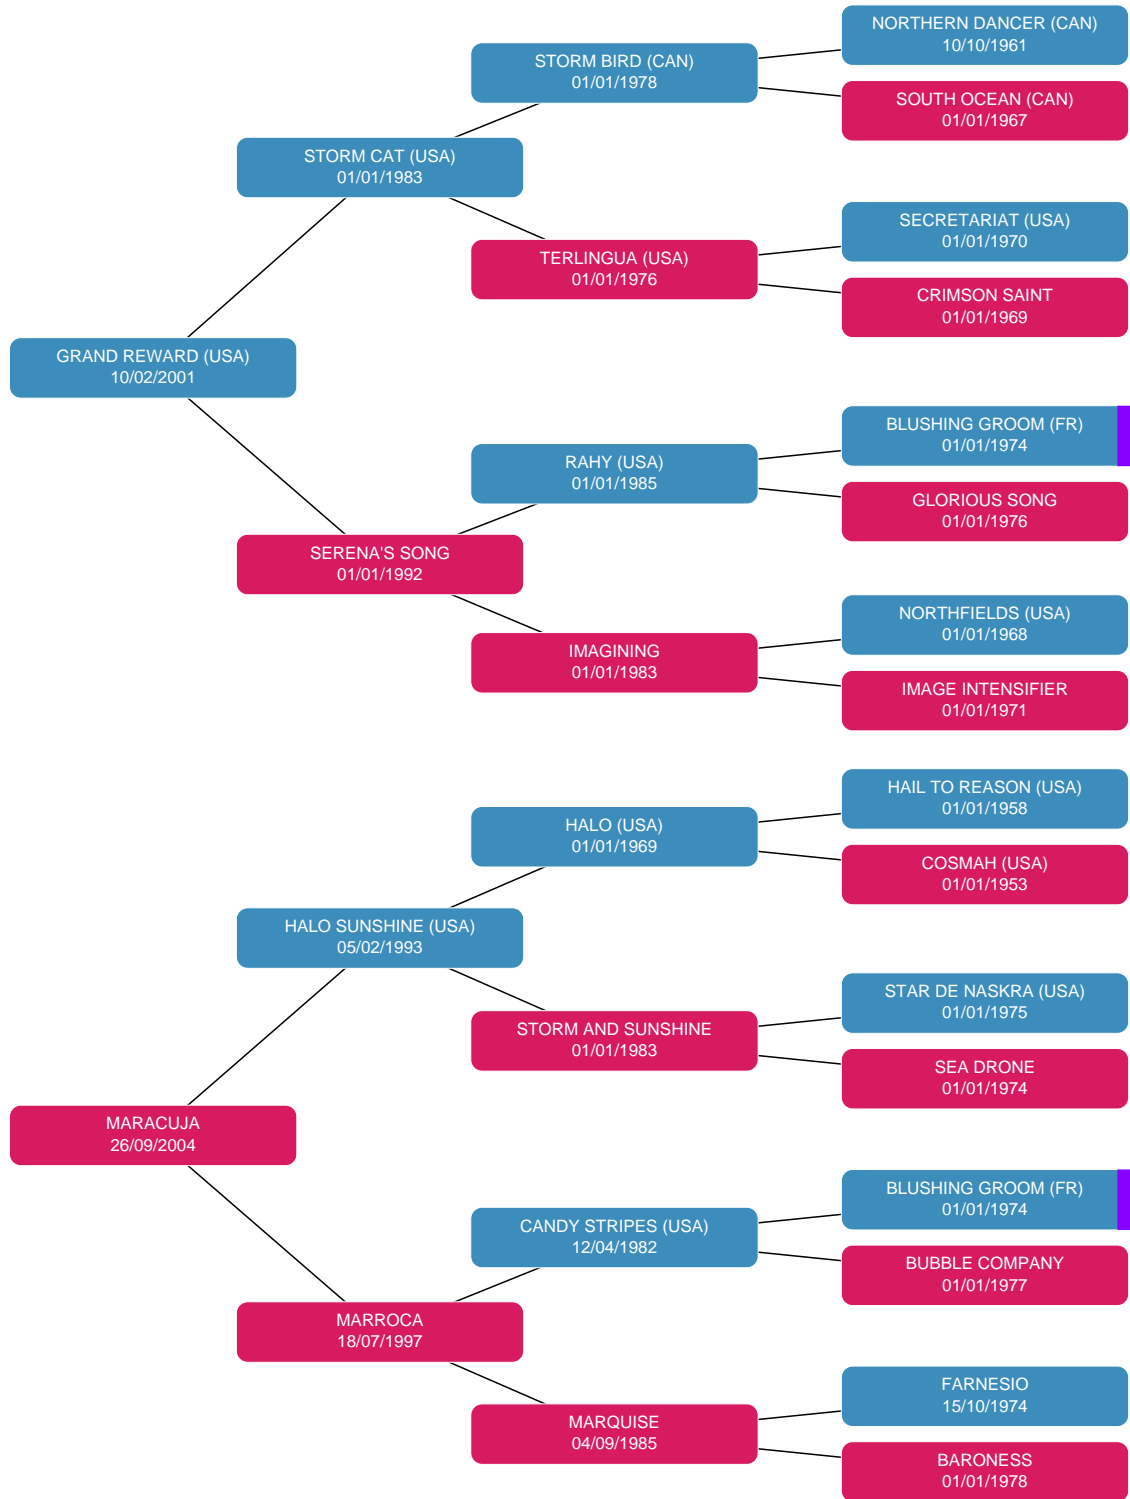 NORTHERN DANCER (CAN)
10/10/1961
STORM BIRD (CAN)
01/01/1978
SOUTH OCEAN (CAN)
01/01/1967
STORM CAT (USA)
01/01/1983
SECRETARIAT (USA)
01/01/1970
TERLINGUA (USA)
01/01/1976
CRIMSON SAINT
01/01/1969
GRAND REWARD (USA)
10/02/2001
BLUSHING GROOM (FR)
01/01/1974
RAHY (USA)
01/01/1985
GLORIOUS SONG
01/01/1976
SERENA'S SONG
01/01/1992
NORTHFIELDS (USA)
01/01/1968
IMAGINING
01/01/1983
IMAGE INTENSIFIER
01/01/1971
HAIL TO REASON (USA)
01/01/1958
HALO (USA)
01/01/1969
COSMAH (USA)
01/01/1953
HALO SUNSHINE (USA)
05/02/1993
STAR DE NASKRA (USA)
01/01/1975
STORM AND SUNSHINE
01/01/1983
SEA DRONE
01/01/1974
MARACUJA
26/09/2004
BLUSHING GROOM (FR)
01/01/1974
CANDY STRIPES (USA)
12/04/1982
BUBBLE COMPANY
01/01/1977
MARROCA
18/07/1997
FARNESIO
15/10/1974
MARQUISE
04/09/1985
BARONESS
01/01/1978